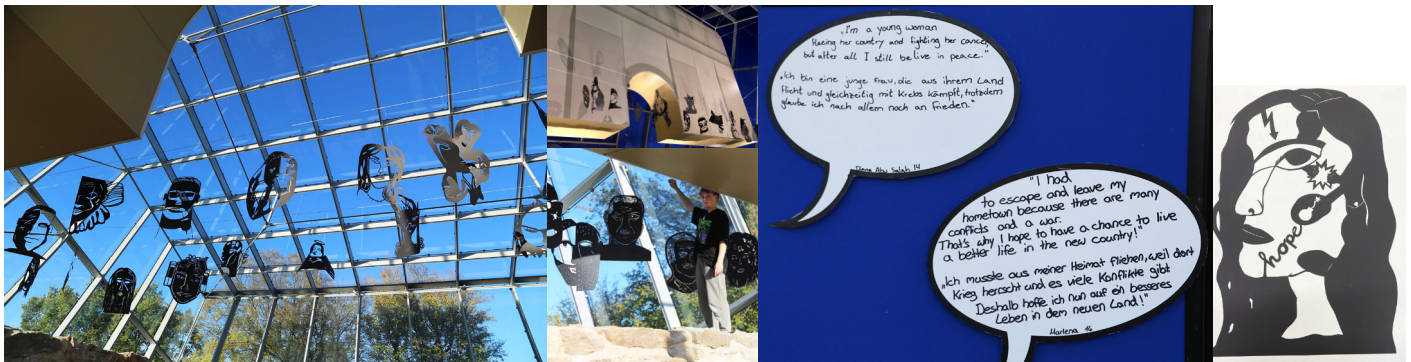 „I'm a young woman
fleeing her country and fighting her cancer,
but after all I still believe in peace."
„Ich bin eine junge Frau, die aus ihrem Land
flieht und gleichzeitig mit Krebs kämpft, trotzdem
glaube ich nach allem noch an Frieden."
Abu Salah 14
"I had
to escape and leave my
hometown because there are many
conflicts and a war.
That's why I hope to have a chance to live
a better life in the new country!"
„Ich musste aus meiner Heimat fliehen, weil dort
Krieg herrscht und es viele Konflikte gibt
Deshalb hoffe ich nun auf ein besseres
Leben in dem neuen Land!"
Marlena 14
hope